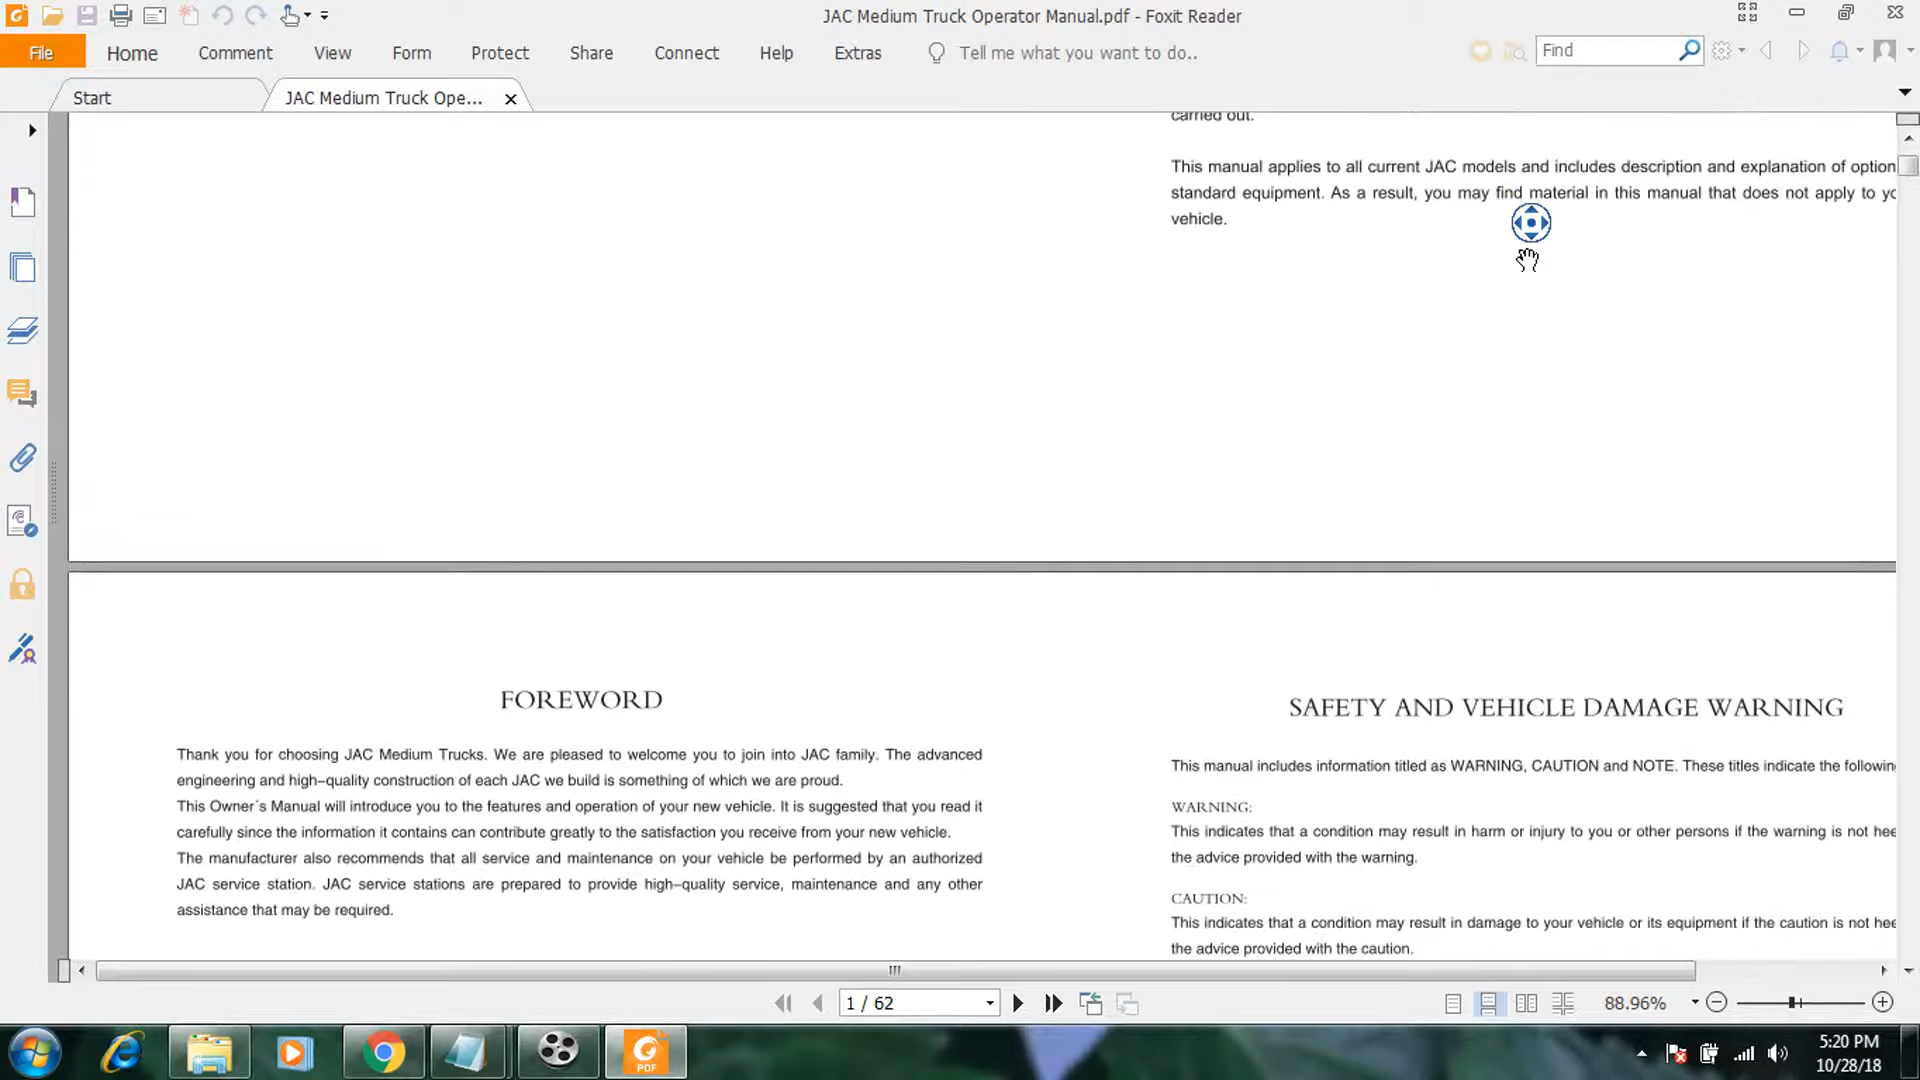 JAC Medium Truck Operator Manual.pdf - Foxit Reader
File Home Comment View Form Protect Share Connect Help Extras Tell me what you want to do.. Find
Start JAC Medium Truck Ope...
carried out.
This manual applies to all current JAC models and includes description and explanation of option
standard equipment. As a result, you may find material in this manual that does not apply to yo
vehicle.
FOREWORD
Thank you for choosing JAC Medium Trucks. We are pleased to welcome you to join into JAC family. The advanced
engineering and high-quality construction of each JAC we build is something of which we are proud.
This Owner´s Manual will introduce you to the features and operation of your new vehicle. It is suggested that you read it
carefully since the information it contains can contribute greatly to the satisfaction you receive from your new vehicle.
The manufacturer also recommends that all service and maintenance on your vehicle be performed by an authorized
JAC service station. JAC service stations are prepared to provide high-quality service, maintenance and any other
assistance that may be required.
SAFETY AND VEHICLE DAMAGE WARNING
This manual includes information titled as WARNING, CAUTION and NOTE. These titles indicate the followin
WARNING:
This indicates that a condition may result in harm or injury to you or other persons if the warning is not hee
the advice provided with the warning.
CAUTION:
This indicates that a condition may result in damage to your vehicle or its equipment if the caution is not hee
the advice provided with the caution.
1 / 62
88.96%
PDF
5:20 PM
10/28/18